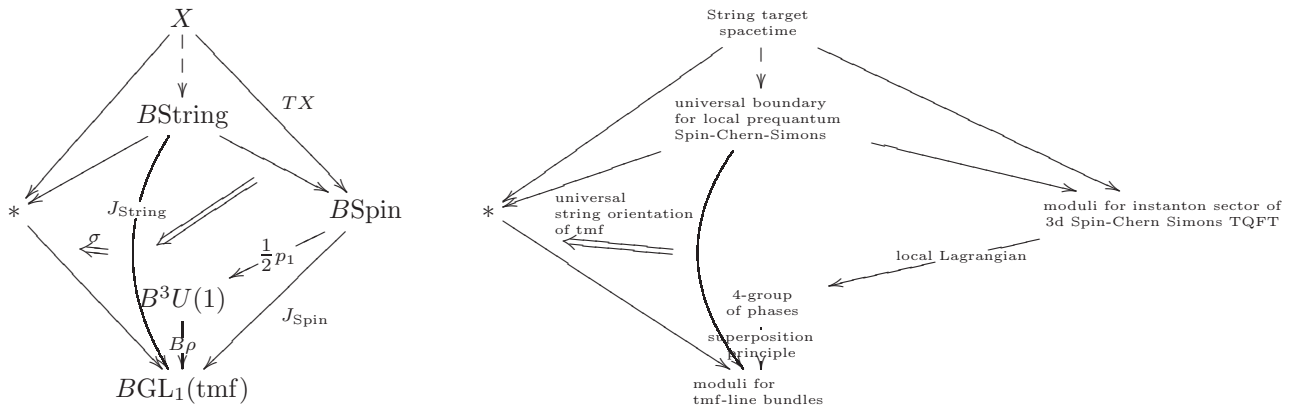 X
BString
TX
*
J_String
BSpin
σ
½p₁
B³U(1)
J_Spin
Bρ
BGL₁(tmf)
String target
spacetime
universal boundary
for local prequantum
Spin-Chern-Simons
*
universal
string orientation
of tmf
moduli for instanton sector of
3d Spin-Chern Simons TQFT
local Lagrangian
4-group
of phases
superposition
principle
moduli for
tmf-line bundles